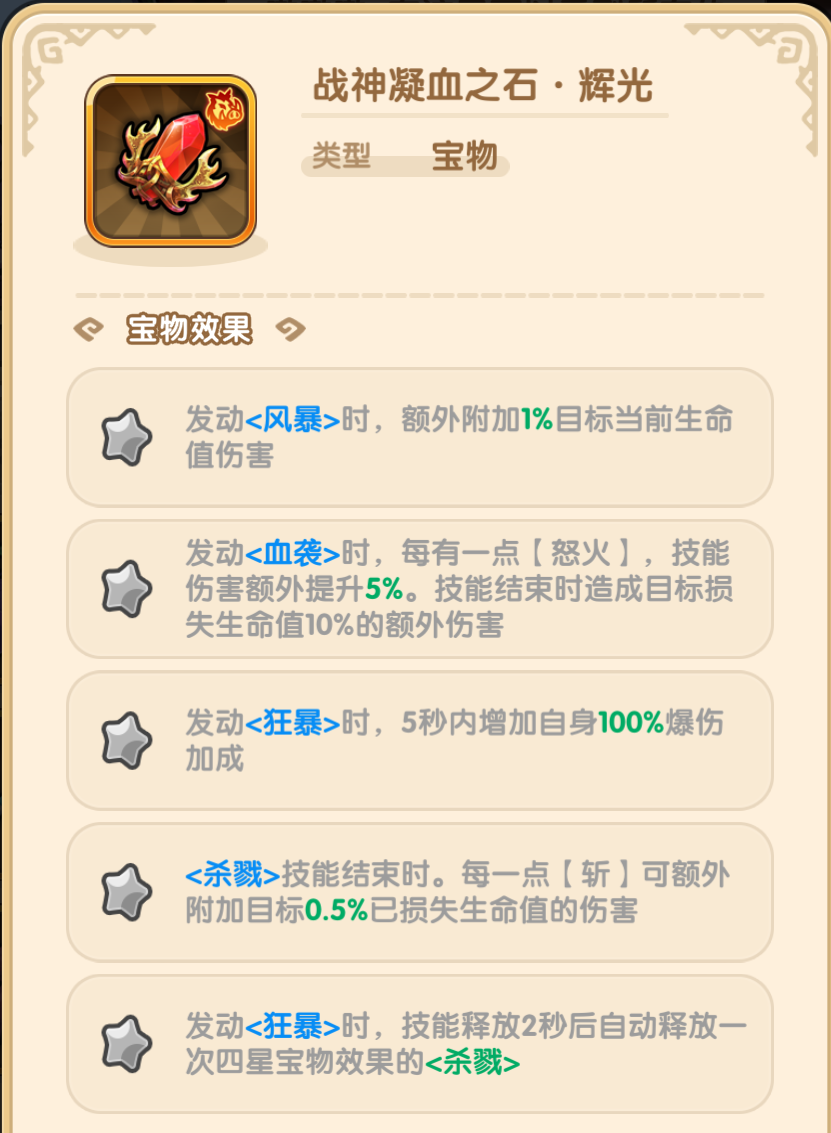 战神凝血之石·辉光
类型 宝物
宝物效果
发动<风暴>时，额外附加1%目标当前生命
值伤害
发动<血袭>时，每有一点【怒火】，技能
伤害额外提升5%。技能结束时造成目标损
失生命值10%的额外伤害
发动<狂暴>时，5秒内增加自身100%爆伤
加成
<杀戮>技能结束时。每一点【斩】可额外
附加目标0.5%已损失生命值的伤害
发动<狂暴>时，技能释放2秒后自动释放一
次四星宝物效果的<杀戮>